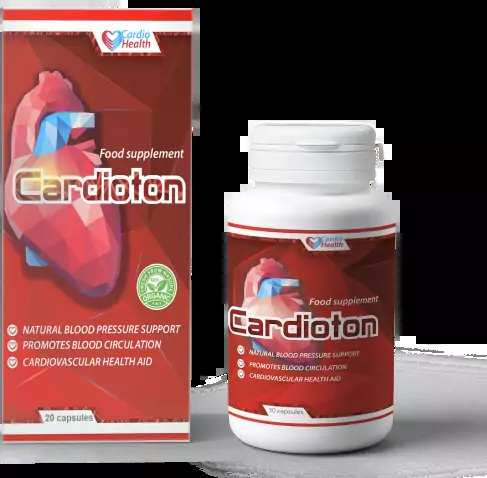 Cardio
Health
Food supplement
Cardioton
ORGANIC
NATURAL BLOOD PRESSURE SUPPORT
PROMOTES BLOOD CIRCULATION
CARDIOVASCULAR HEALTH AID
20 capsules
Cardio
Health
Food supplement
Cardioton
NATURAL BLOOD PRESSURE SUPPORT
PROMOTES BLOOD CIRCULATION
CARDIOVASCULAR HEALTH AID
30 capsules